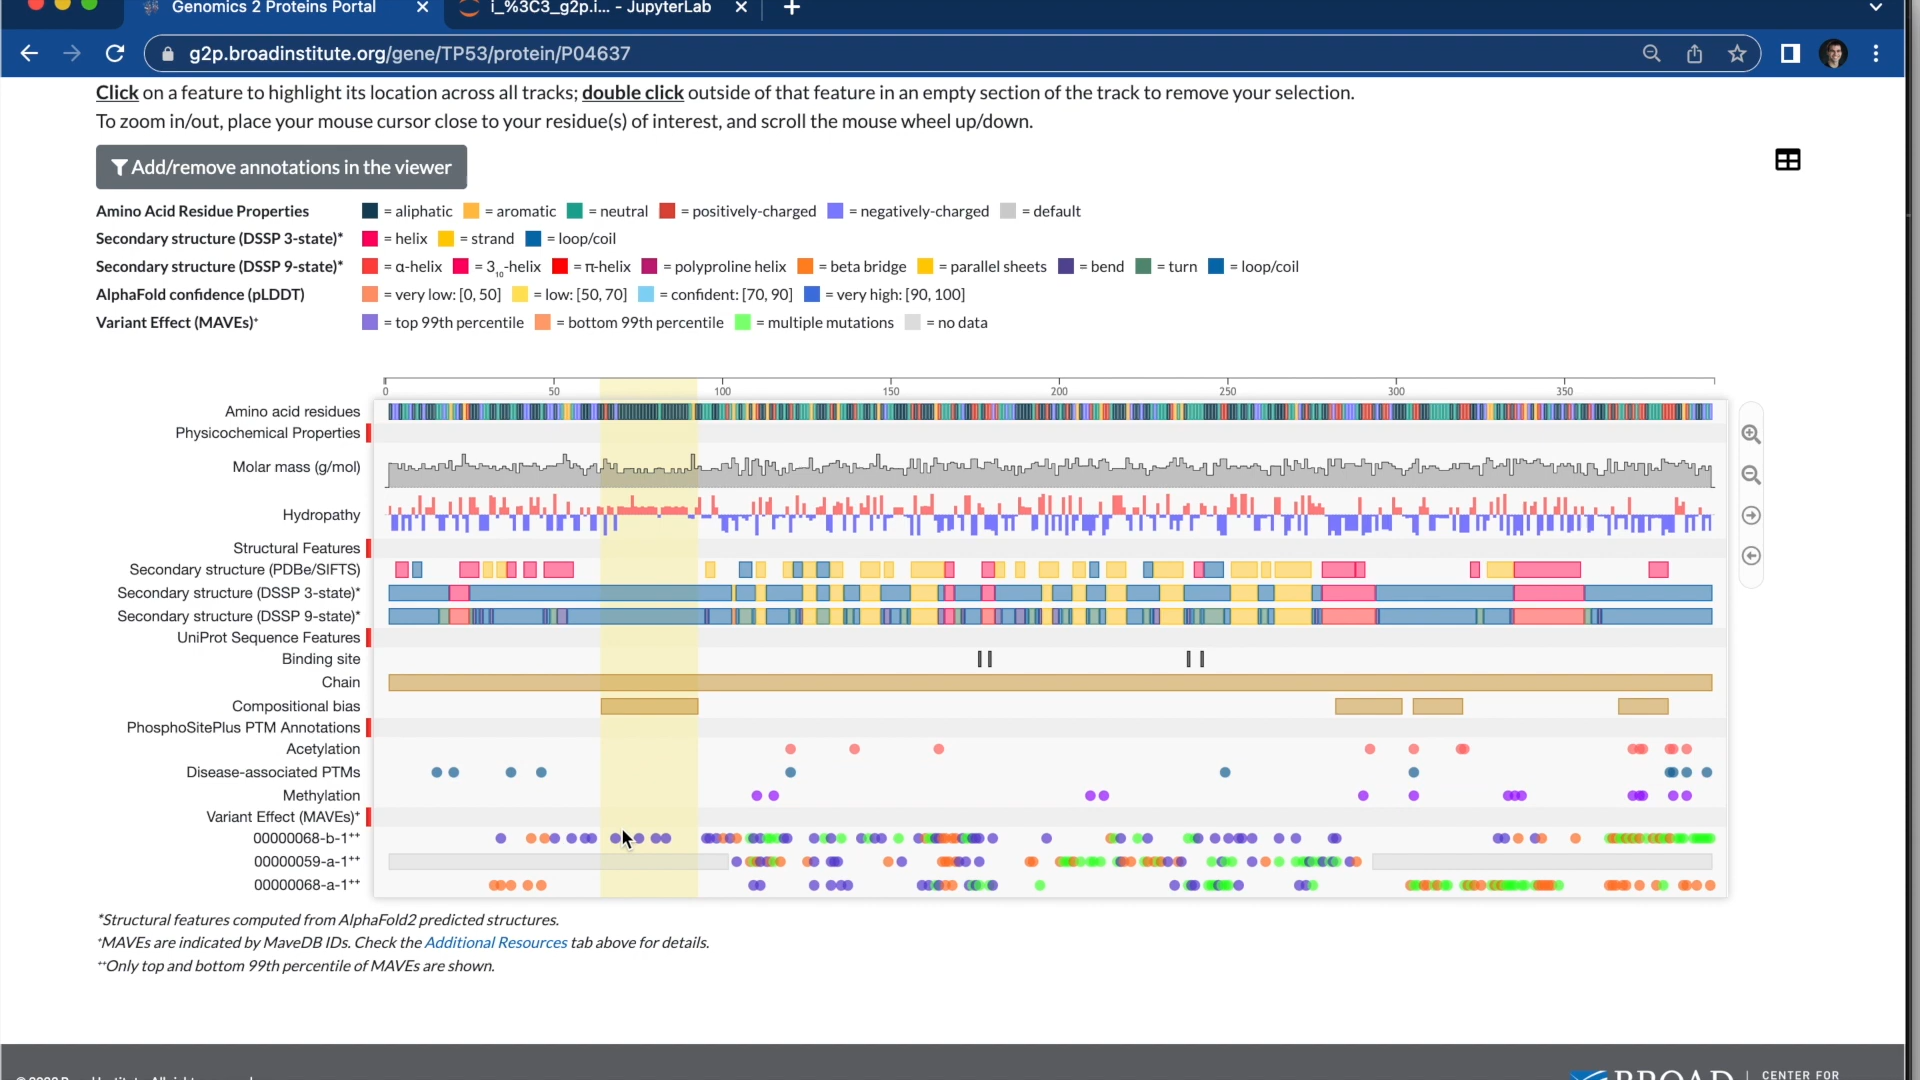 Genomics 2 Proteins Portal
i_%3C3_g2p.i... - JupyterLab
g2p.broadinstitute.org/gene/TP53/protein/P04637
Click on a feature to highlight its location across all tracks; double click outside of that feature in an empty section of the track to remove your selection.
To zoom in/out, place your mouse cursor close to your residue(s) of interest, and scroll the mouse wheel up/down.
Add/remove annotations in the viewer
Amino Acid Residue Properties = aliphatic = aromatic = neutral = positively-charged = negatively-charged = default
Secondary structure (DSSP 3-state)* = helix = strand = loop/coil
Secondary structure (DSSP 9-state)* = α-helix = 3₁₀-helix = π-helix = polyproline helix = beta bridge = parallel sheets = bend = turn = loop/coil
AlphaFold confidence (pLDDT) = very low: [0, 50] = low: [50, 70] = confident: [70, 90] = very high: [90, 100]
Variant Effect (MAVEs)⁺ = top 99th percentile = bottom 99th percentile = multiple mutations = no data
0 50 100 150 200 250 300 350
Amino acid residues
Physicochemical Properties
Molar mass (g/mol)
Hydropathy
Structural Features
Secondary structure (PDBe/SIFTS)
Secondary structure (DSSP 3-state)*
Secondary structure (DSSP 9-state)*
UniProt Sequence Features
Binding site
Chain
Compositional bias
PhosphoSitePlus PTM Annotations
Acetylation
Disease-associated PTMs
Methylation
Variant Effect (MAVEs)⁺
00000068-b-1⁺⁺
00000059-a-1⁺⁺
00000068-a-1⁺⁺
*Structural features computed from AlphaFold2 predicted structures.
⁺MAVEs are indicated by MaveDB IDs. Check the Additional Resources tab above for details.
⁺⁺Only top and bottom 99th percentile of MAVEs are shown.
BROAD
CENTER FOR